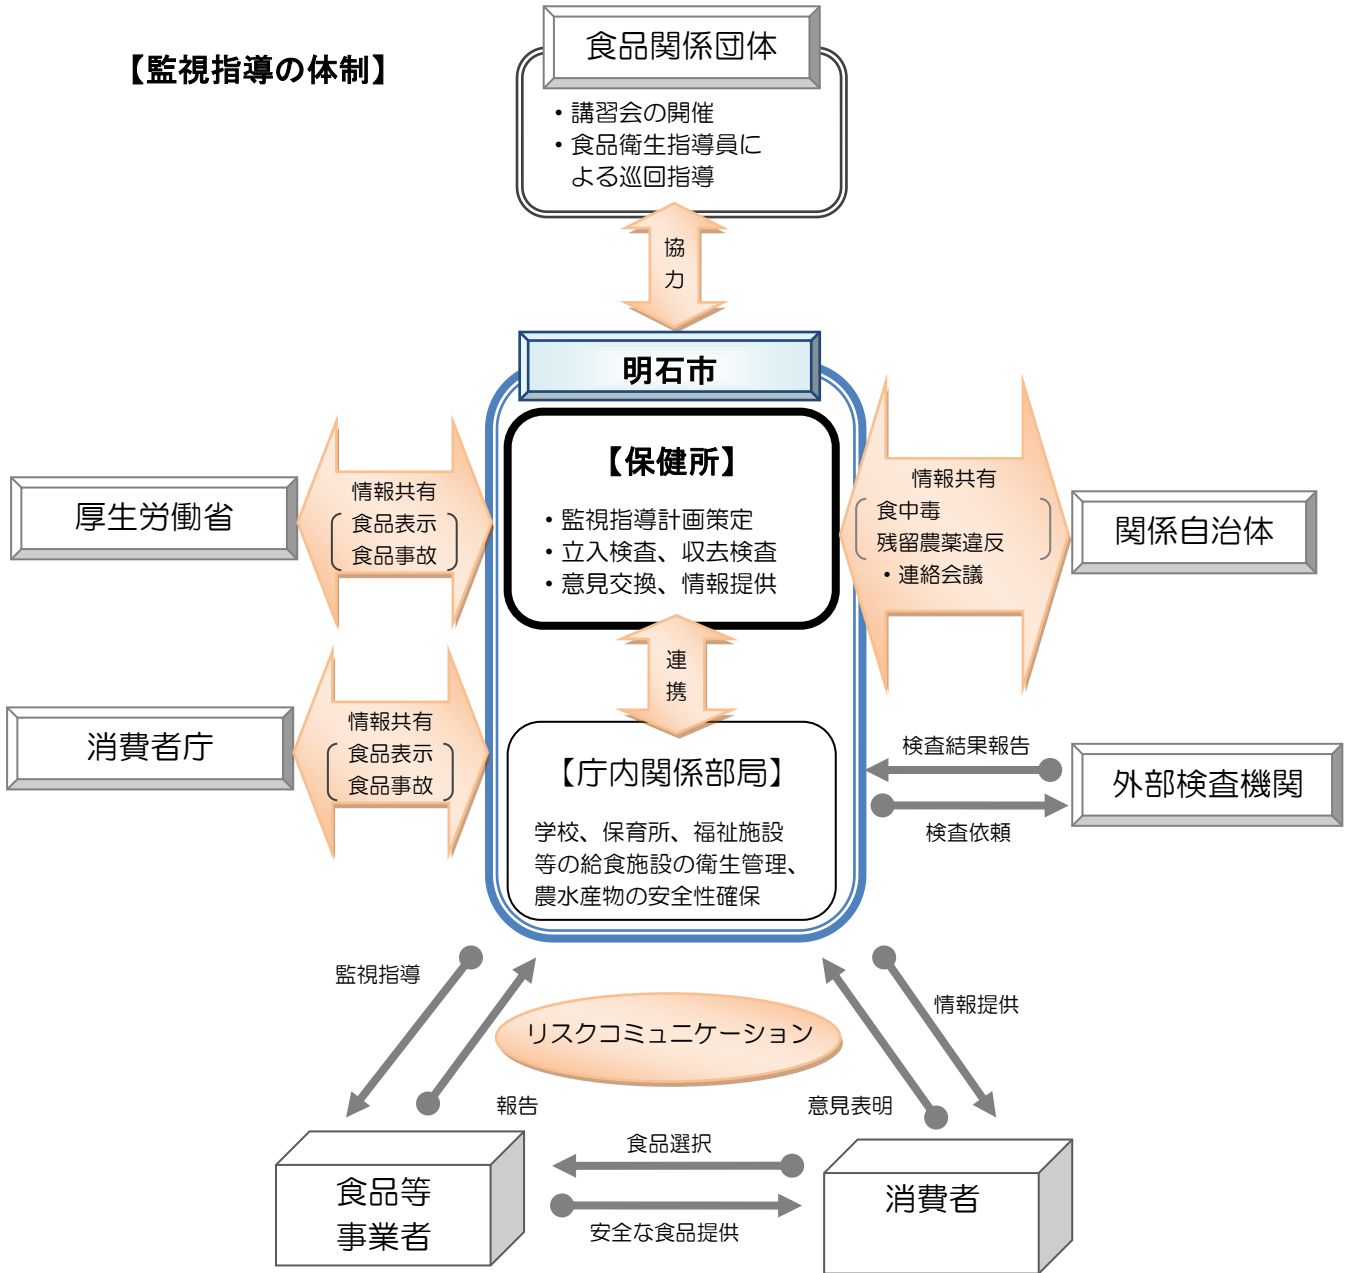 【監視指導の体制】
食品関係団体
・講習会の開催
・食品衛生指導員に
よる巡回指導
協
力
明石市
【保健所】
・監視指導計画策定
・立入検査、収去検査
・意見交換、情報提供
厚生労働省
情報共有
食品表示
食品事故
情報共有
食中毒
残留農薬違反
・連絡会議
関係自治体
連
携
消費者庁
情報共有
食品表示
食品事故
【庁内関係部局】
学校、保育所、福祉施設
等の給食施設の衛生管理、
農水産物の安全性確保
検査結果報告
検査依頼
外部検査機関
監視指導
報告
リスクコミュニケーション
情報提供
意見表明
食品選択
安全な食品提供
食品等
事業者
消費者